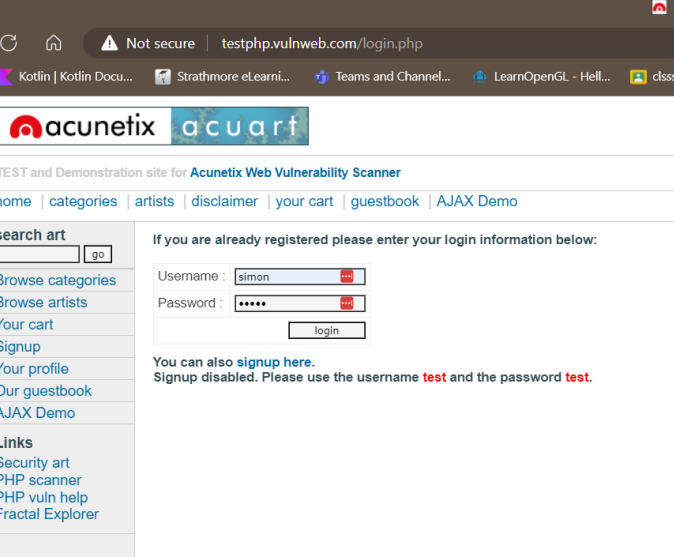 Not secure testphp.vulnweb.com/login.php
Kotlin | Kotlin Docu... Strathmore eLearni... Teams and Channel... LearnOpenGL - Hell... clsss
acunetix acuart
TEST and Demonstration site for Acunetix Web Vulnerability Scanner
home | categories | artists | disclaimer | your cart | guestbook | AJAX Demo
search art
go
Browse categories
Browse artists
Your cart
Signup
Your profile
Our guestbook
AJAX Demo
Links
Security art
PHP scanner
PHP vuln help
Fractal Explorer
If you are already registered please enter your login information below:
Username : simon
Password : •••••
login
You can also signup here.
Signup disabled. Please use the username test and the password test.